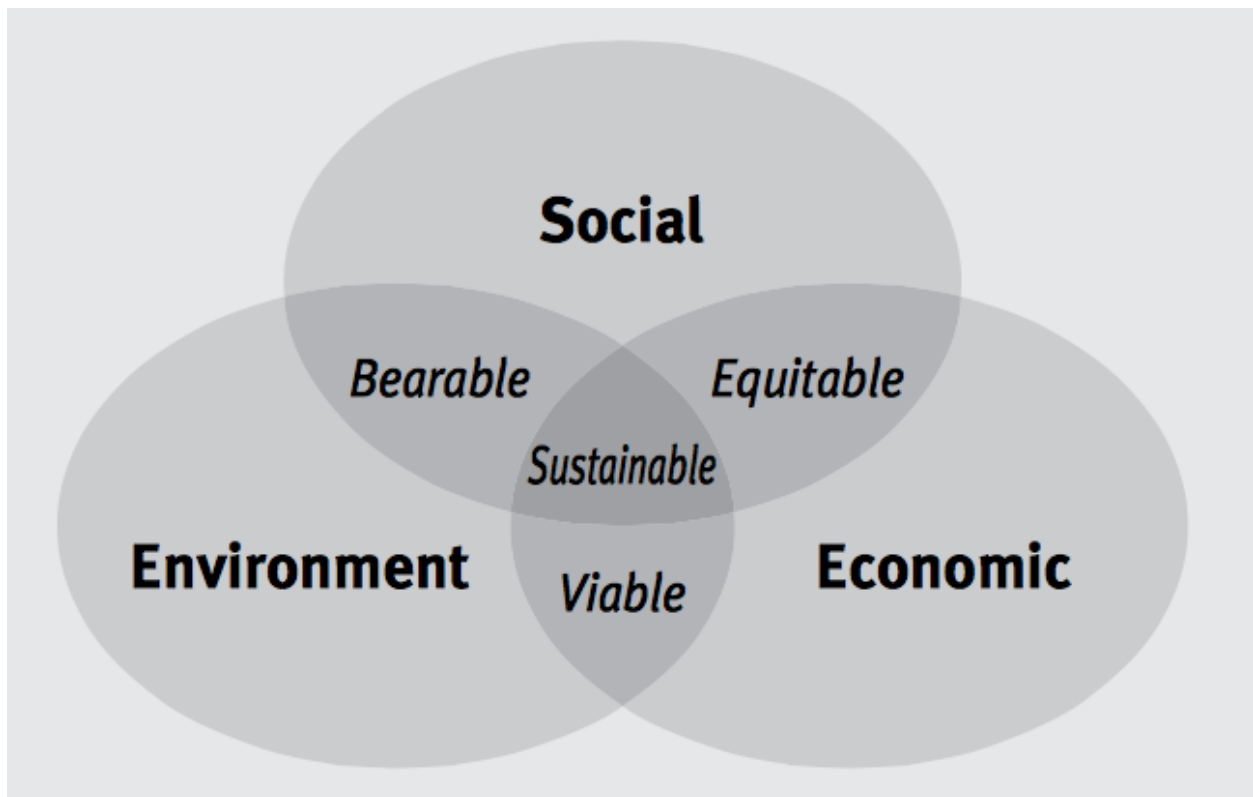 Social
Bearable
Equitable
Sustainable
Environment
Economic
Viable